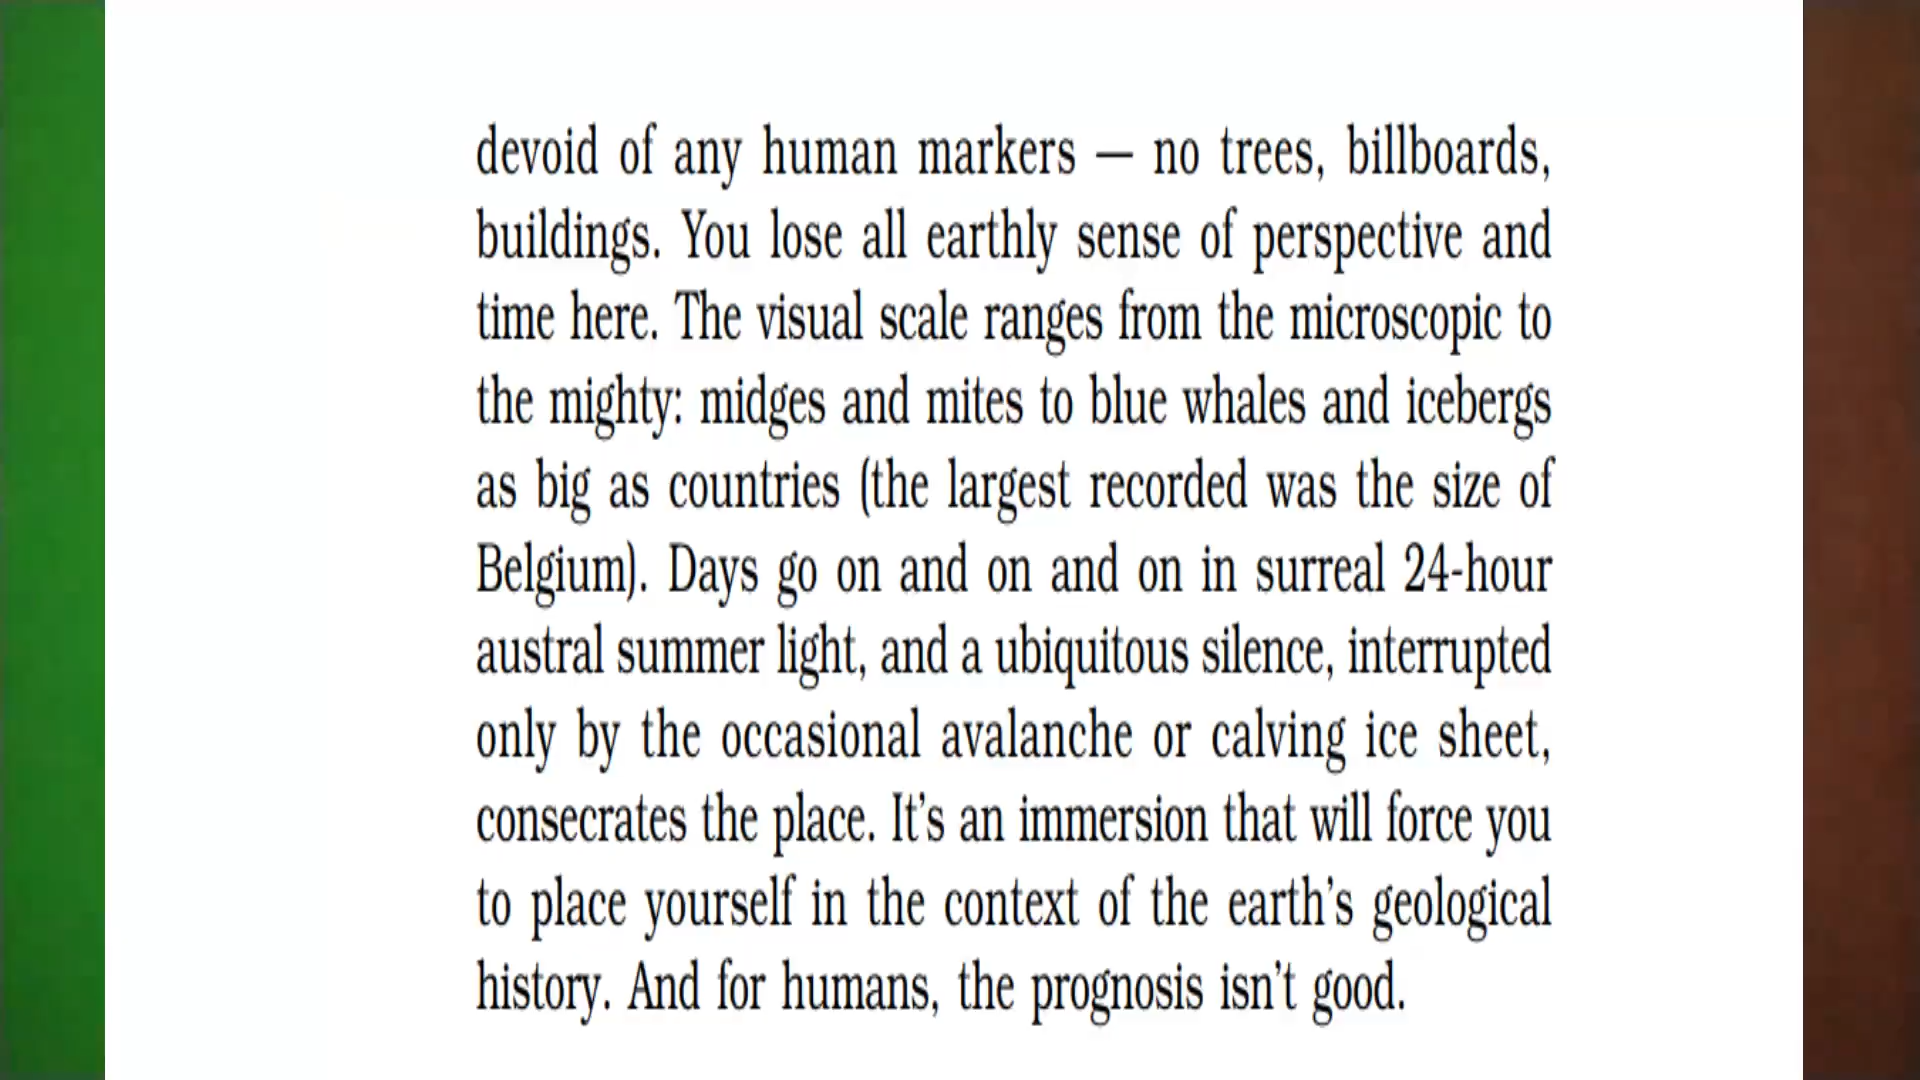 devoid of any human markers — no trees, billboards,
buildings. You lose all earthly sense of perspective and
time here. The visual scale ranges from the microscopic to
the mighty: midges and mites to blue whales and icebergs
as big as countries (the largest recorded was the size of
Belgium). Days go on and on and on in surreal 24-hour
austral summer light, and a ubiquitous silence, interrupted
only by the occasional avalanche or calving ice sheet,
consecrates the place. It’s an immersion that will force you
to place yourself in the context of the earth’s geological
history. And for humans, the prognosis isn’t good.